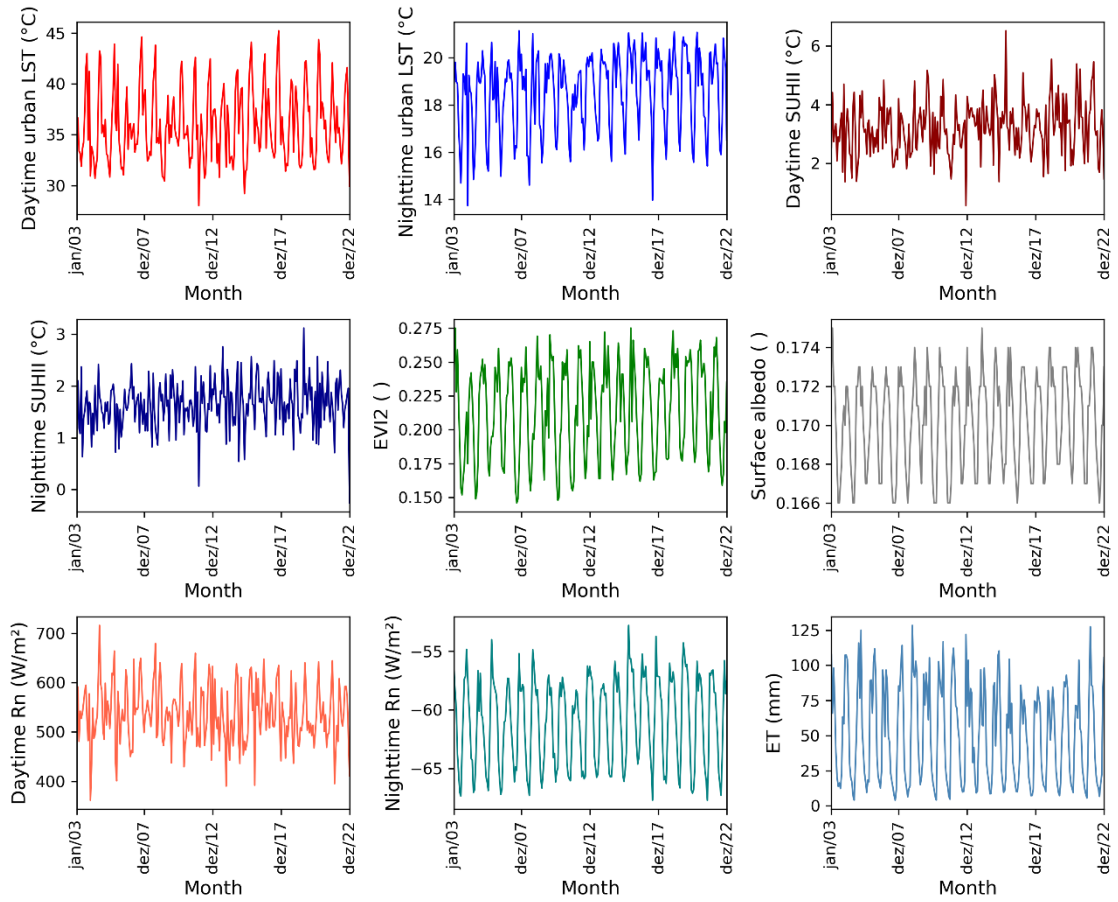 Daytime urban LST (°C)
45
40
35
30
jan/03
dez/07
dez/12
dez/17
dez/22
Month
Nighttime urban LST (°C
20
18
16
14
jan/03
dez/07
dez/12
dez/17
dez/22
Month
Daytime SUHII (°C)
6
4
2
jan/03
dez/07
dez/12
dez/17
dez/22
Month
Nighttime SUHII (°C)
3
2
1
0
jan/03
dez/07
dez/12
dez/17
dez/22
Month
EVI2 ( )
0.275
0.250
0.225
0.200
0.175
0.150
jan/03
dez/07
dez/12
dez/17
dez/22
Month
Surface albedo ( )
0.174
0.172
0.170
0.168
0.166
jan/03
dez/07
dez/12
dez/17
dez/22
Month
Daytime Rn (W/m²)
700
600
500
400
jan/03
dez/07
dez/12
dez/17
dez/22
Month
Nighttime Rn (W/m²)
−55
−60
−65
jan/03
dez/07
dez/12
dez/17
dez/22
Month
ET (mm)
125
100
75
50
25
0
jan/03
dez/07
dez/12
dez/17
dez/22
Month